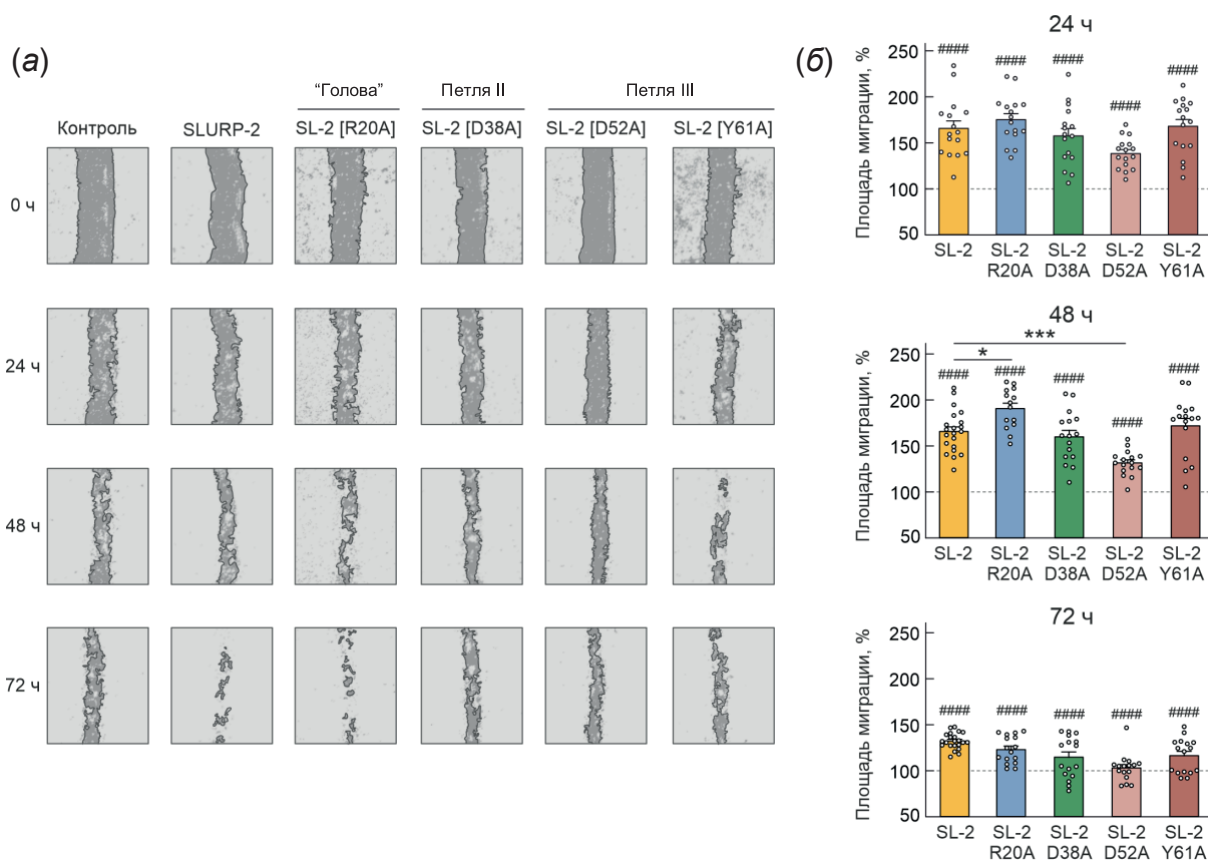 (а)
“Голова”
Петля II
Петля III
Контроль
SLURP-2
SL-2 [R20A]
SL-2 [D38A]
SL-2 [D52A]
SL-2 [Y61A]
0 ч
24 ч
48 ч
72 ч
(б)
24 ч
Площадь миграции, %
250
200
150
100
50
####
####
####
####
####
SL-2
SL-2
R20A
SL-2
D38A
SL-2
D52A
SL-2
Y61A
48 ч
Площадь миграции, %
250
200
150
100
50
***
*
####
####
####
####
####
SL-2
SL-2
R20A
SL-2
D38A
SL-2
D52A
SL-2
Y61A
72 ч
Площадь миграции, %
250
200
150
100
50
####
####
####
####
####
SL-2
SL-2
R20A
SL-2
D38A
SL-2
D52A
SL-2
Y61A